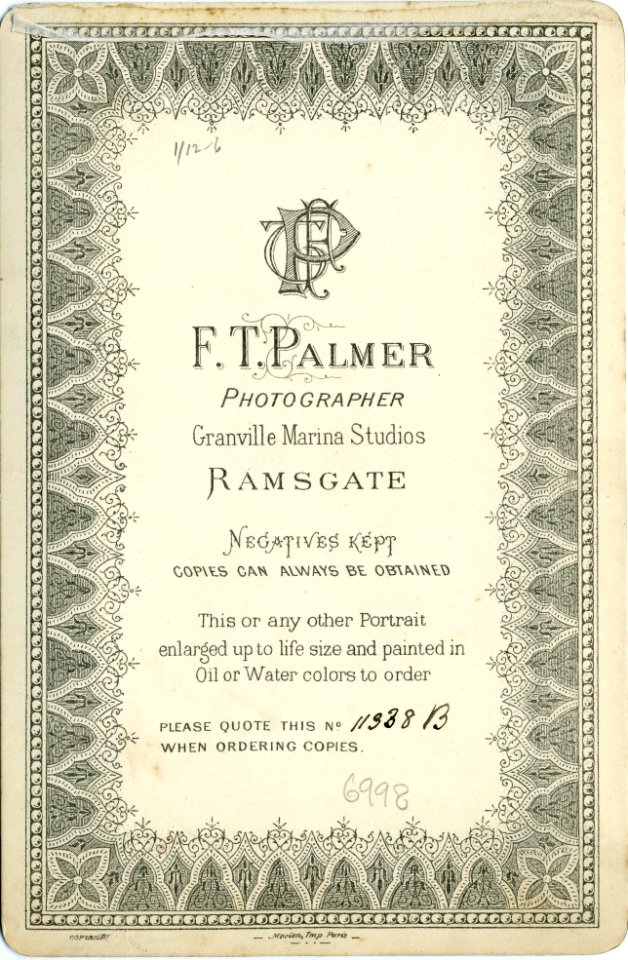 1/12-6
FTP
F. T. PALMER
PHOTOGRAPHER
Granville Marina Studios
RAMSGATE
NEGATIVES KEPT
COPIES CAN ALWAYS BE OBTAINED
This or any other Portrait
enlarged up to life size and painted in
Oil or Water colors to order
PLEASE QUOTE THIS No 11338 B
WHEN ORDERING COPIES.
6998
COPYRIGHT
— Marion, Imp Paris —